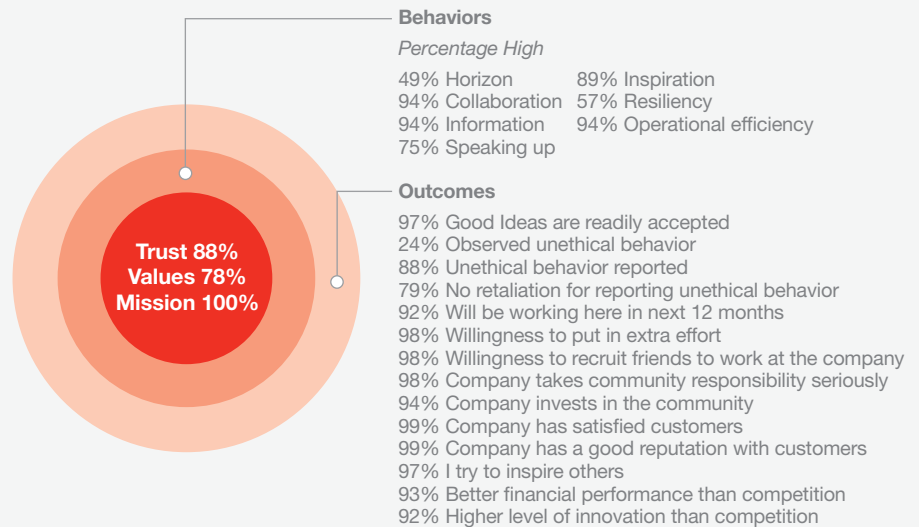 Behaviors
Percentage High
49% Horizon 89% Inspiration
94% Collaboration 57% Resiliency
94% Information 94% Operational efficiency
75% Speaking up
Trust 88%
Values 78%
Mission 100%
Outcomes
97% Good Ideas are readily accepted
24% Observed unethical behavior
88% Unethical behavior reported
79% No retaliation for reporting unethical behavior
92% Will be working here in next 12 months
98% Willingness to put in extra effort
98% Willingness to recruit friends to work at the company
98% Company takes community responsibility seriously
94% Company invests in the community
99% Company has satisfied customers
99% Company has a good reputation with customers
97% I try to inspire others
93% Better financial performance than competition
92% Higher level of innovation than competition